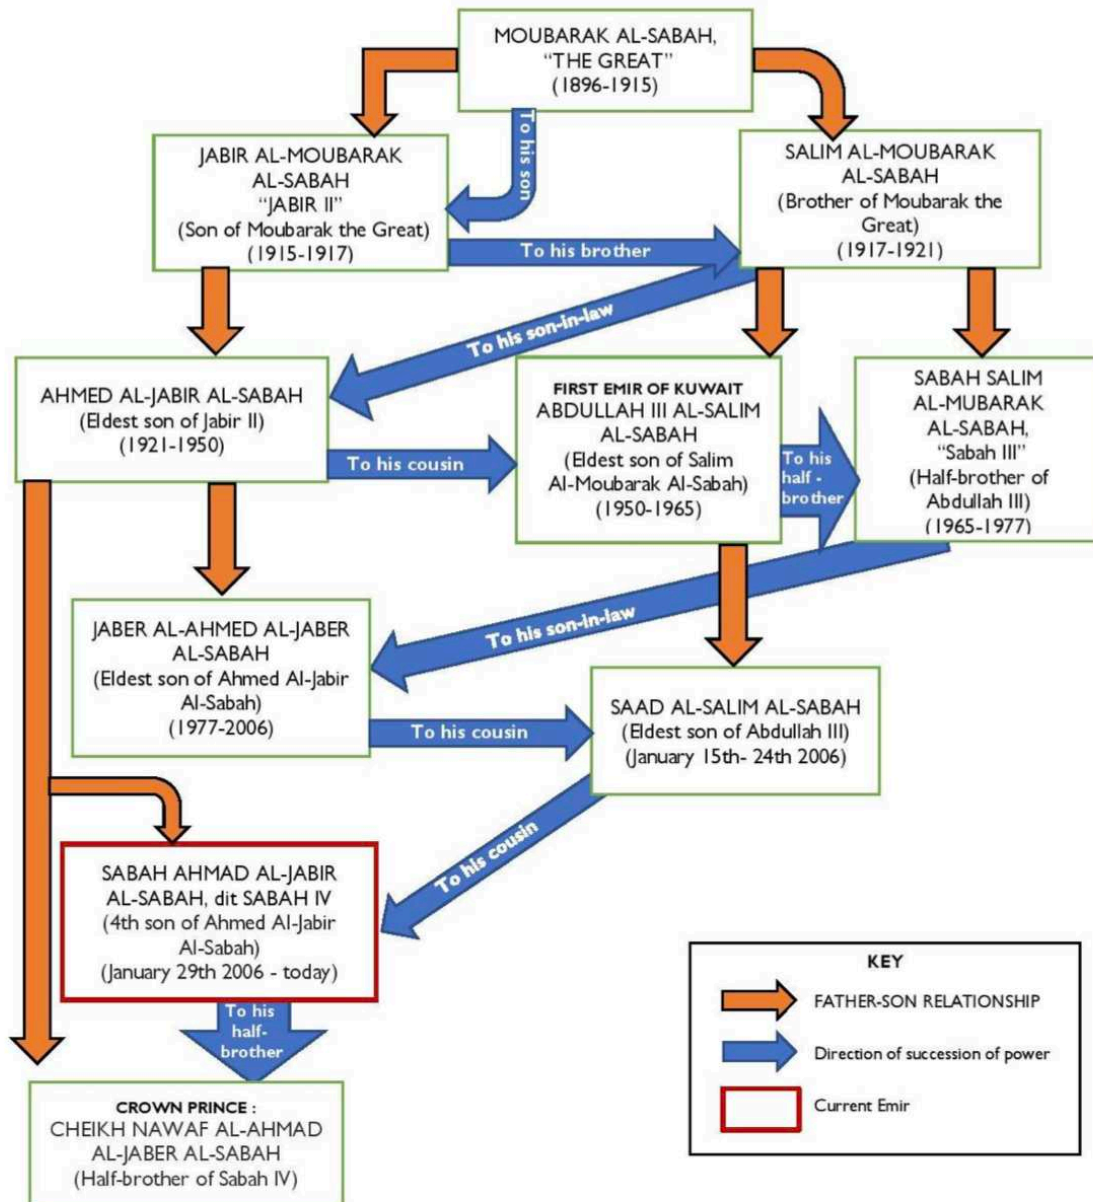 MOUBARAK AL-SABAH,
“THE GREAT”
(1896-1915)
To his son
JABIR AL-MOUBARAK
AL-SABAH
“JABIR II”
(Son of Moubarak the Great)
(1915-1917)
SALIM AL-MOUBARAK
AL-SABAH
(Brother of Moubarak the
Great)
(1917-1921)
To his brother
To his son-in-law
AHMED AL-JABIR AL-SABAH
(Eldest son of Jabir II)
(1921-1950)
To his cousin
FIRST EMIR OF KUWAIT
ABDULLAH III AL-SALIM
AL-SABAH
(Eldest son of Salim
Al-Moubarak Al-Sabah)
(1950-1965)
To his
half -
brother
SABAH SALIM
AL-MUBARAK
AL-SABAH,
“Sabah III”
(Half-brother of
Abdullah III)
(1965-1977)
To his son-in-law
JABER AL-AHMED AL-JABER
AL-SABAH
(Eldest son of Ahmed Al-Jabir
Al-Sabah)
(1977-2006)
To his cousin
SAAD AL-SALIM AL-SABAH
(Eldest son of Abdullah III)
(January 15th- 24th 2006)
To his cousin
SABAH AHMAD AL-JABIR
AL-SABAH, dit SABAH IV
(4th son of Ahmed Al-Jabir
Al-Sabah)
(January 29th 2006 - today)
To his
half-
brother
CROWN PRINCE :
CHEIKH NAWAF AL-AHMAD
AL-JABER AL-SABAH
(Half-brother of Sabah IV)
KEY
FATHER-SON RELATIONSHIP
Direction of succession of power
Current Emir